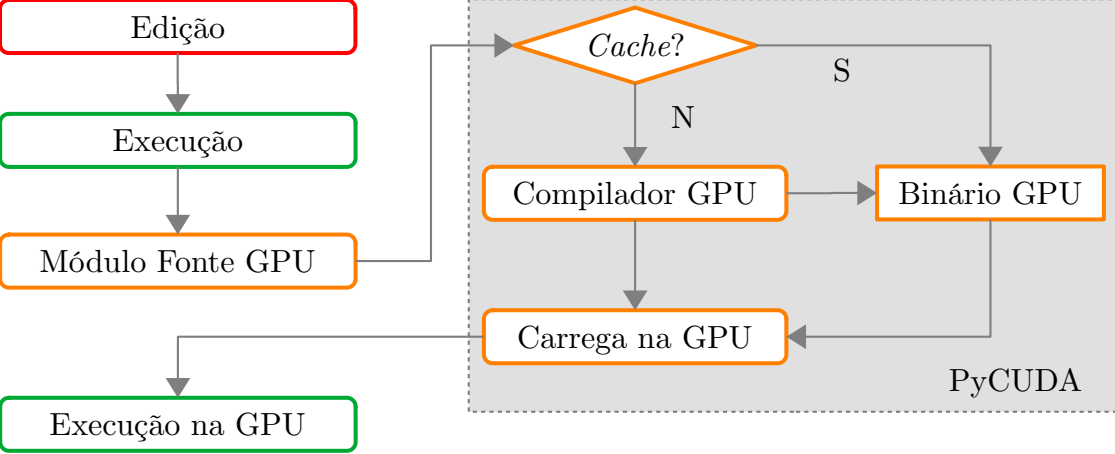 Edição
Execução
Módulo Fonte GPU
Cache?
S
N
Compilador GPU
Binário GPU
Carrega na GPU
PyCUDA
Execução na GPU